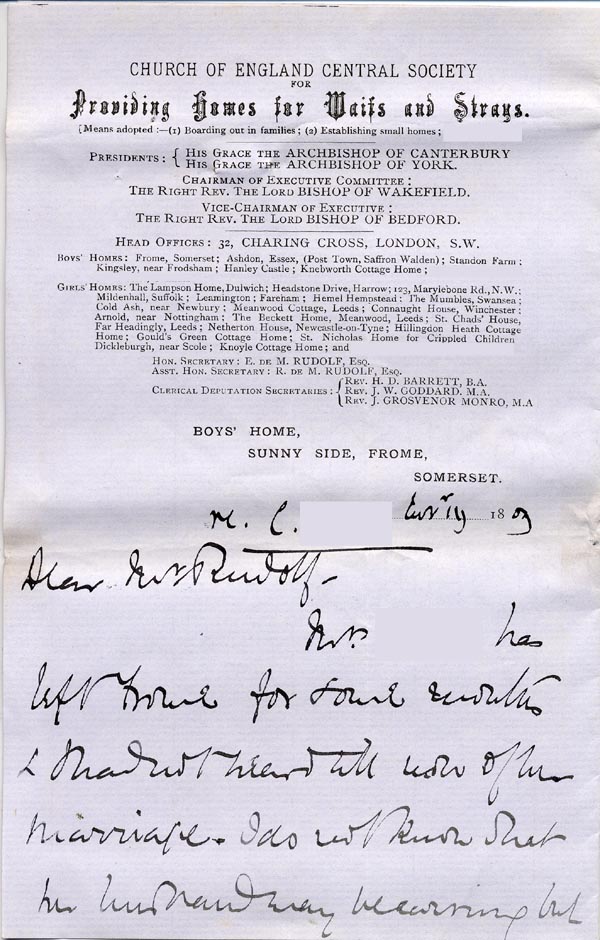 CHURCH OF ENGLAND CENTRAL SOCIETY
FOR
Providing Homes for Waifs and Strays.
[Means adopted :—(1) Boarding out in families; (2) Establishing small homes;
PRESIDENTS: { HIS GRACE THE ARCHBISHOP OF CANTERBURY
HIS GRACE THE ARCHBISHOP OF YORK.
CHAIRMAN OF EXECUTIVE COMMITTEE:
THE RIGHT REV. THE LORD BISHOP OF WAKEFIELD.
VICE-CHAIRMAN OF EXECUTIVE:
THE RIGHT REV. THE LORD BISHOP OF BEDFORD.
HEAD OFFICES: 32, CHARING CROSS, LONDON, S.W.
BOYS' HOMES: Frome, Somerset; Ashdon, Essex, (Post Town, Saffron Walden); Standon Farm;
Kingsley, near Frodsham; Hanley Castle; Knebworth Cottage Home;
GIRLS' HOMES: The Lampson Home, Dulwich; Headstone Drive, Harrow; 123, Marylebone Rd., N.W.;
Mildenhall, Suffolk; Leamington; Fareham; Hemel Hempstead; The Mumbles, Swansea;
Cold Ash, near Newbury; Meanwood Cottage, Leeds; Connaught House, Winchester;
Arnold, near Nottingham; The Beckett Home, Meanwood, Leeds; St. Chads' House,
Far Headingly, Leeds; Netherton House, Newcastle-on-Tyne; Hillingdon Heath Cottage
Home; Gould's Green Cottage Home; St. Nicholas Home for Crippled Children
Dickleburgh, near Scole; Knoyle Cottage Home; and
HON. SECRETARY: E. DE M. RUDOLF, ESQ.
ASST. HON. SECRETARY: R. DE M. RUDOLF, ESQ.
CLERICAL DEPUTATION SECRETARIES: { REV. H. D. BARRETT, B.A.
REV. J. W. GODDARD. M.A.
REV. J. GROSVENOR MONRO, M.A
BOYS' HOME,
SUNNY SIDE, FROME,
SOMERSET.
19 18
Dear Mr Rudolf–
Mrs. has
left Frome for some months
& I had not heard till now of her
marriage. I do not know that
her husband may be earning but